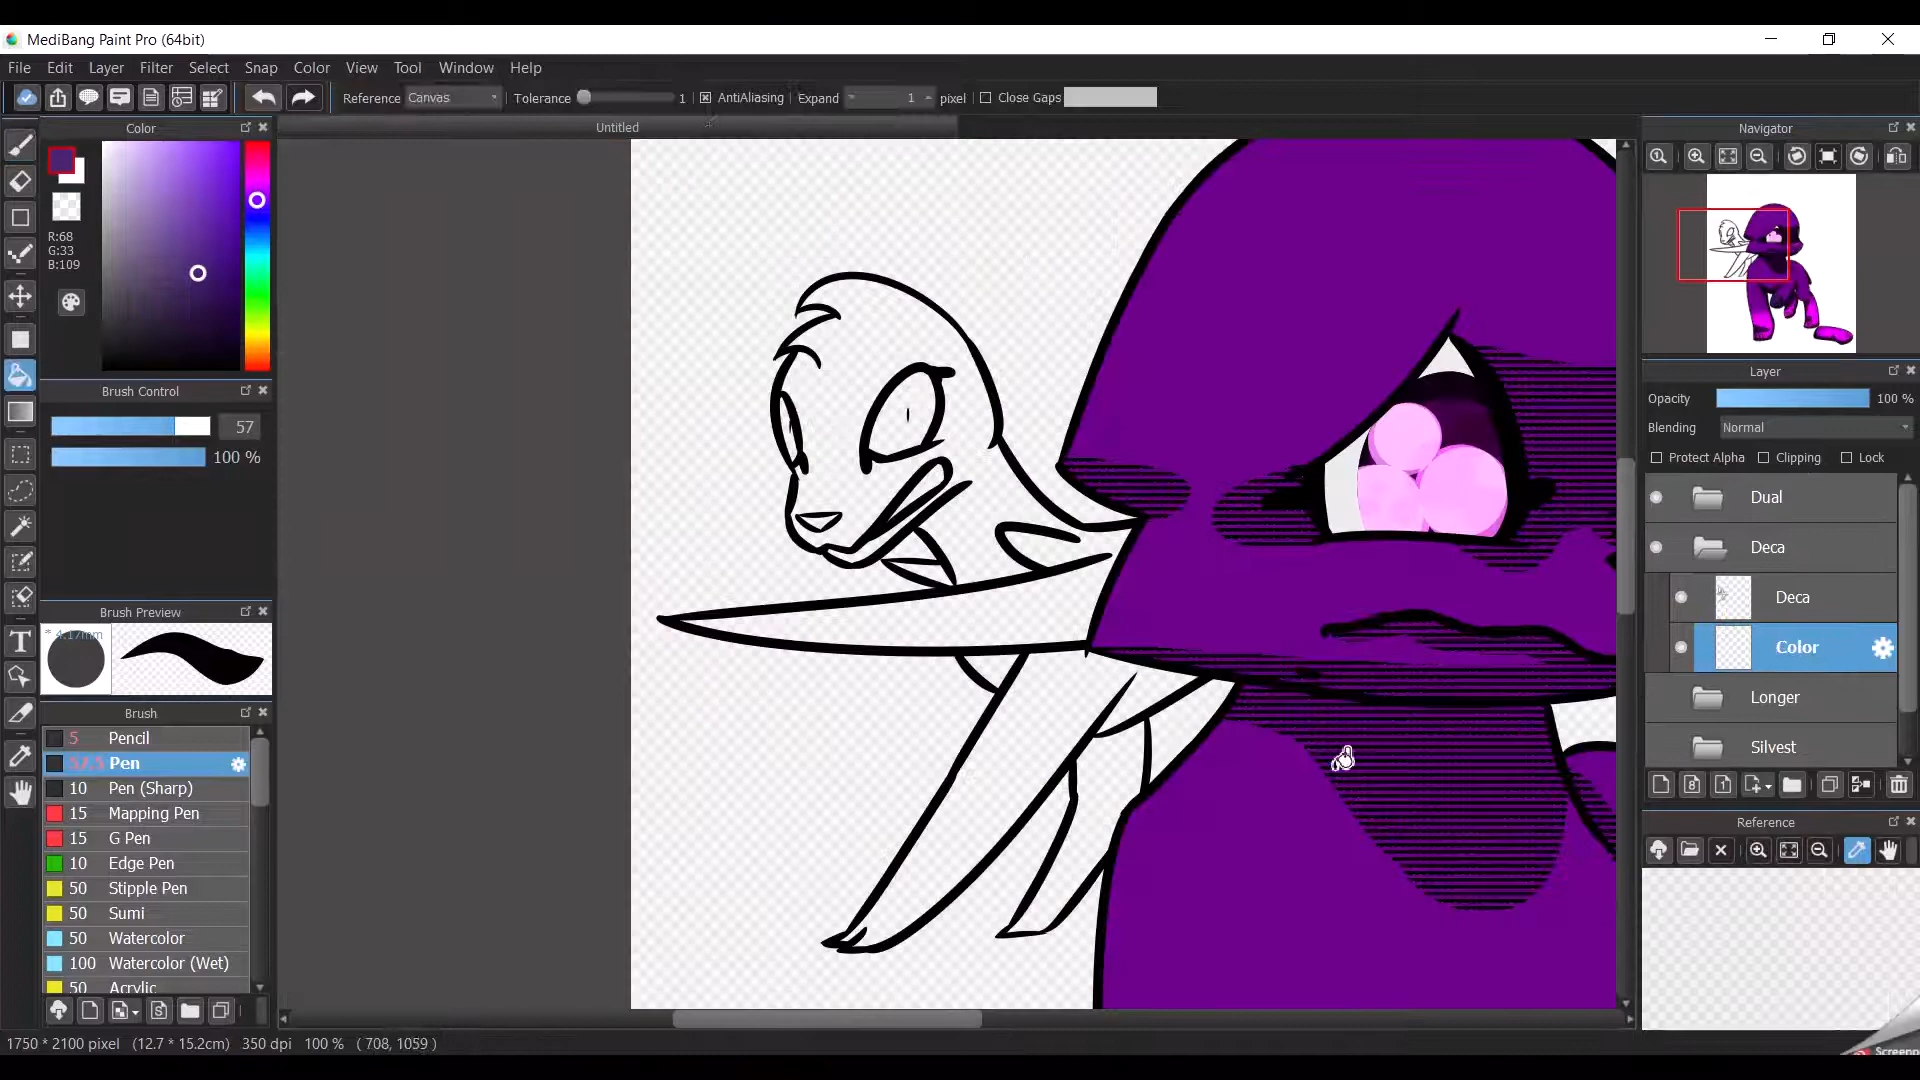 MediBang Paint Pro (64bit)
File Edit Layer Filter Select Snap Color View Tool Window Help
Reference Canvas Tolerance 1 AntiAliasing Expand 1 pixel Close Gaps
Color
Untitled
Navigator
R:68
G:33
B:109
Brush Control
57
100 %
Brush Preview
* 4.17mm
Brush
5 Pencil
57.5 Pen
10 Pen (Sharp)
15 Mapping Pen
15 G Pen
10 Edge Pen
50 Stipple Pen
50 Sumi
50 Watercolor
100 Watercolor (Wet)
50 Acrylic
Layer
Opacity 100 %
Blending Normal
Protect Alpha Clipping Lock
Dual
Deca
Deca
Color
Longer
Silvest
Reference
1750 * 2100 pixel (12.7 * 15.2cm) 350 dpi 100 % ( 708, 1059 )